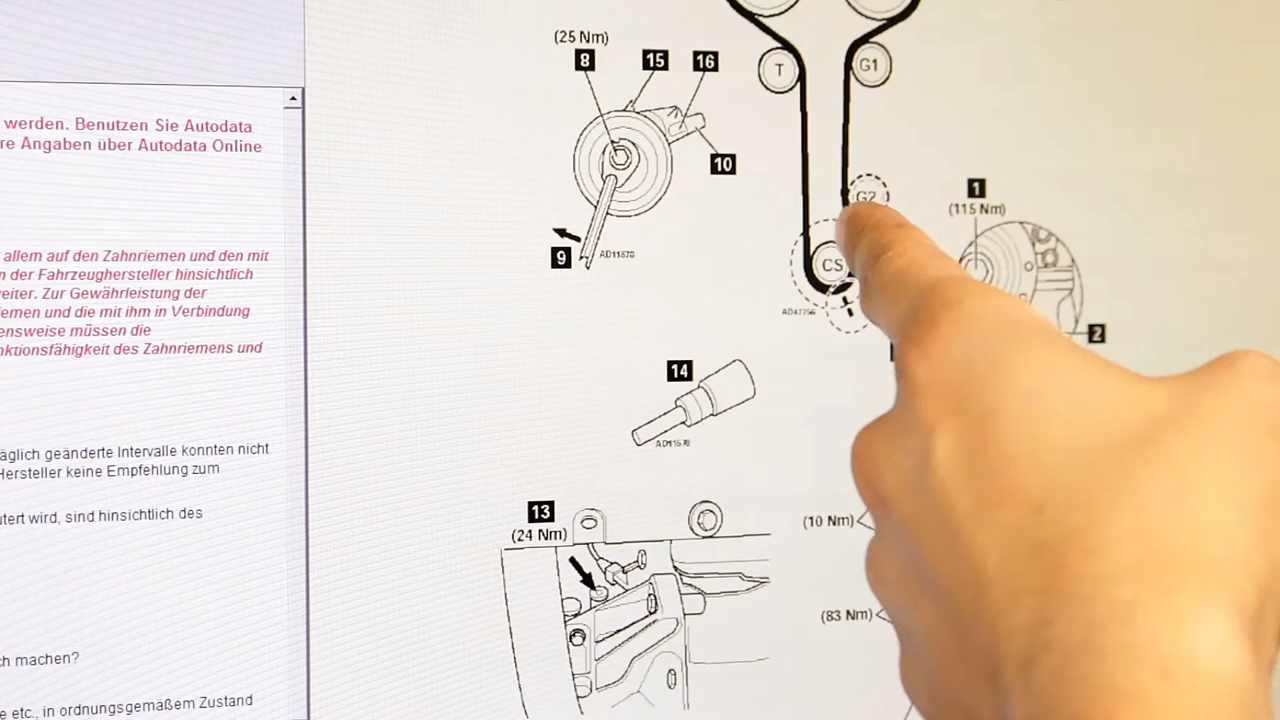 werden. Benutzen Sie Autodata
re Angaben über Autodata Online
allem auf den Zahnriemen und den mit
n der Fahrzeughersteller hinsichtlich
weiter. Zur Gewährleistung der
iemen und die mit ihm in Verbindung
ensweise müssen die
nktionsfähigkeit des Zahnriemens und
äglich geänderte Intervalle konnten nicht
Hersteller keine Empfehlung zum
utert wird, sind hinsichtlich des
ch machen?
e etc., in ordnungsgemäßem Zustand
(25 Nm)
8
15
16
10
9
AD11573
T
G1
G2
CS
AD47756
1
(115 Nm)
2
14
AD11578
13
(24 Nm)
(10 Nm)
(83 Nm)